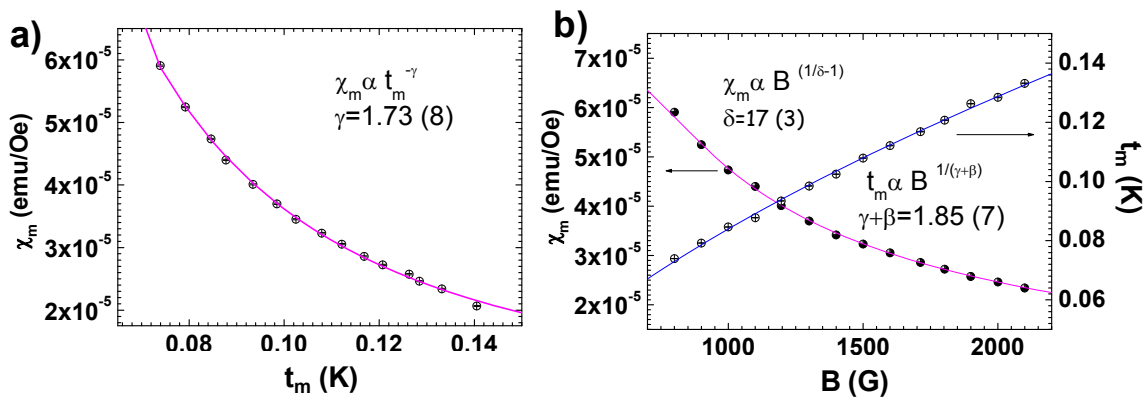 a)
χₘ (emu/Oe)
6x10⁻⁵
5x10⁻⁵
4x10⁻⁵
3x10⁻⁵
2x10⁻⁵
χₘ α tₘ^-γ
γ=1.73 (8)
0.08 0.10 0.12 0.14
tₘ (K)
b)
χₘ (emu/Oe)
7x10⁻⁵
6x10⁻⁵
5x10⁻⁵
4x10⁻⁵
3x10⁻⁵
2x10⁻⁵
χₘ α B^(1/δ-1)
δ=17 (3)
tₘ α B^1/(γ+β)
γ+β=1.85 (7)
0.14
0.12
0.10
0.08
0.06
tₘ (K)
1000 1500 2000
B (G)